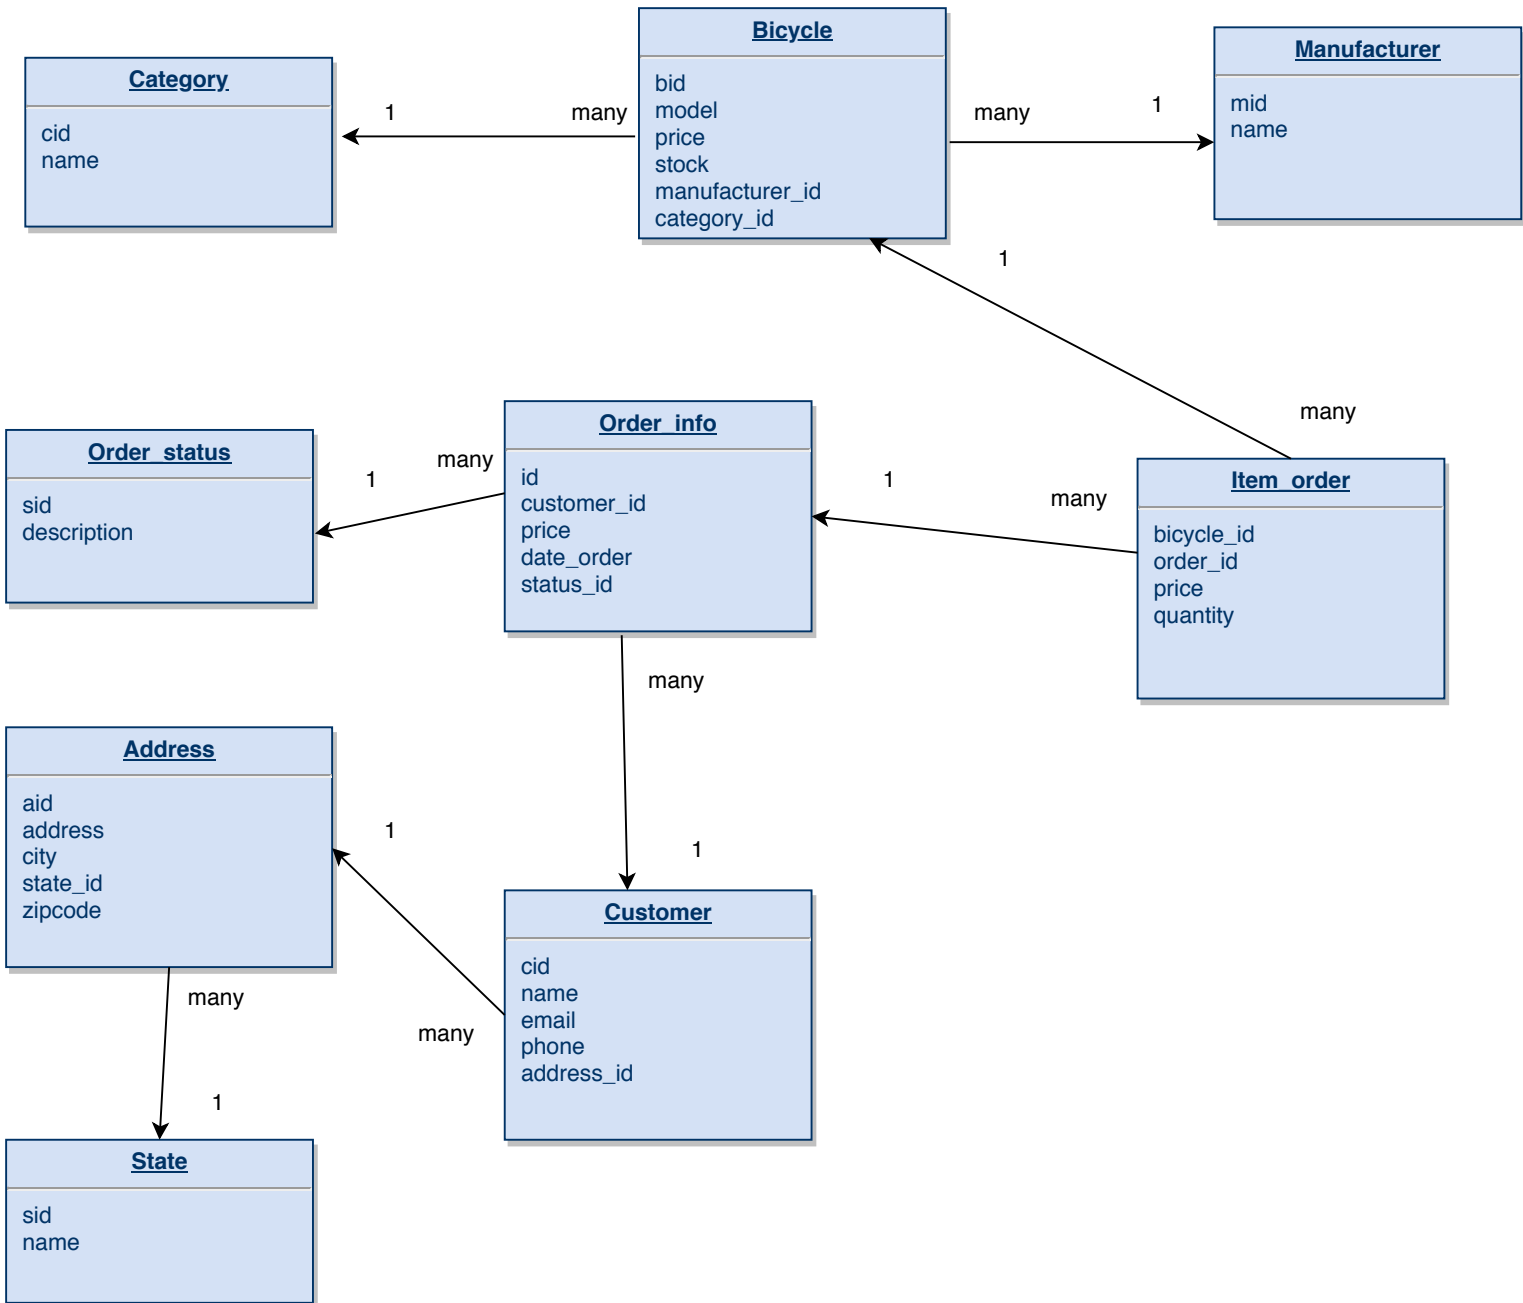 Bicycle
bid
model
price
stock
manufacturer_id
category_id
Manufacturer
mid
name
Category
cid
name
1
many
many
1
1
many
Order_info
id
customer_id
price
date_order
status_id
Order_status
sid
description
many
1
1
many
Item_order
bicycle_id
order_id
price
quantity
many
1
Address
aid
address
city
state_id
zipcode
1
many
Customer
cid
name
email
phone
address_id
many
1
State
sid
name